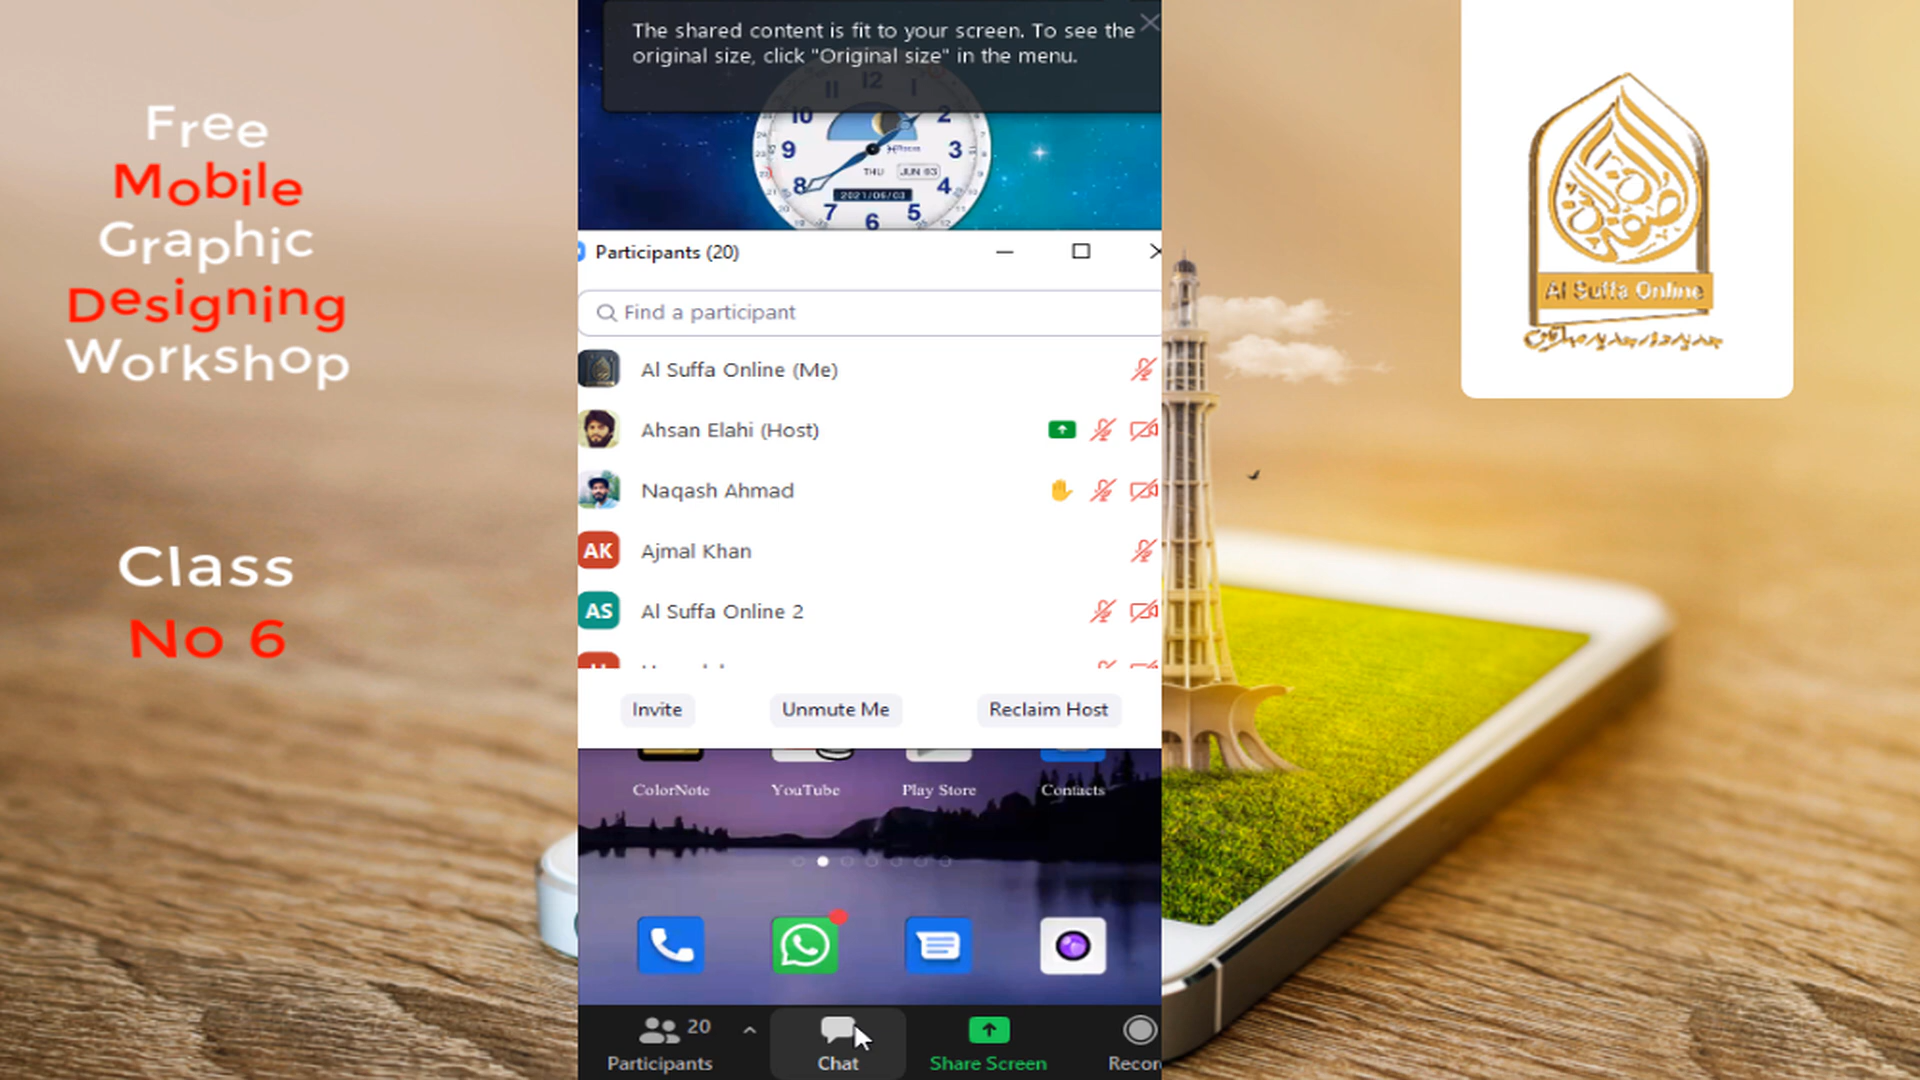 Free
Mobile
Graphic
Designing
Workshop
Class
No 6
The shared content is fit to your screen. To see the
original size, click "Original size" in the menu.
12
11 1
10 2
9 3
THU JUN 03
8 4
2021/06/03
7 5
6
Participants (20)
Find a participant
Al Suffa Online (Me)
Ahsan Elahi (Host)
Naqash Ahmad
AK Ajmal Khan
AS Al Suffa Online 2
Invite Unmute Me Reclaim Host
ColorNote YouTube Play Store Contacts
20
Participants Chat Share Screen Recor
Al Suffa Online